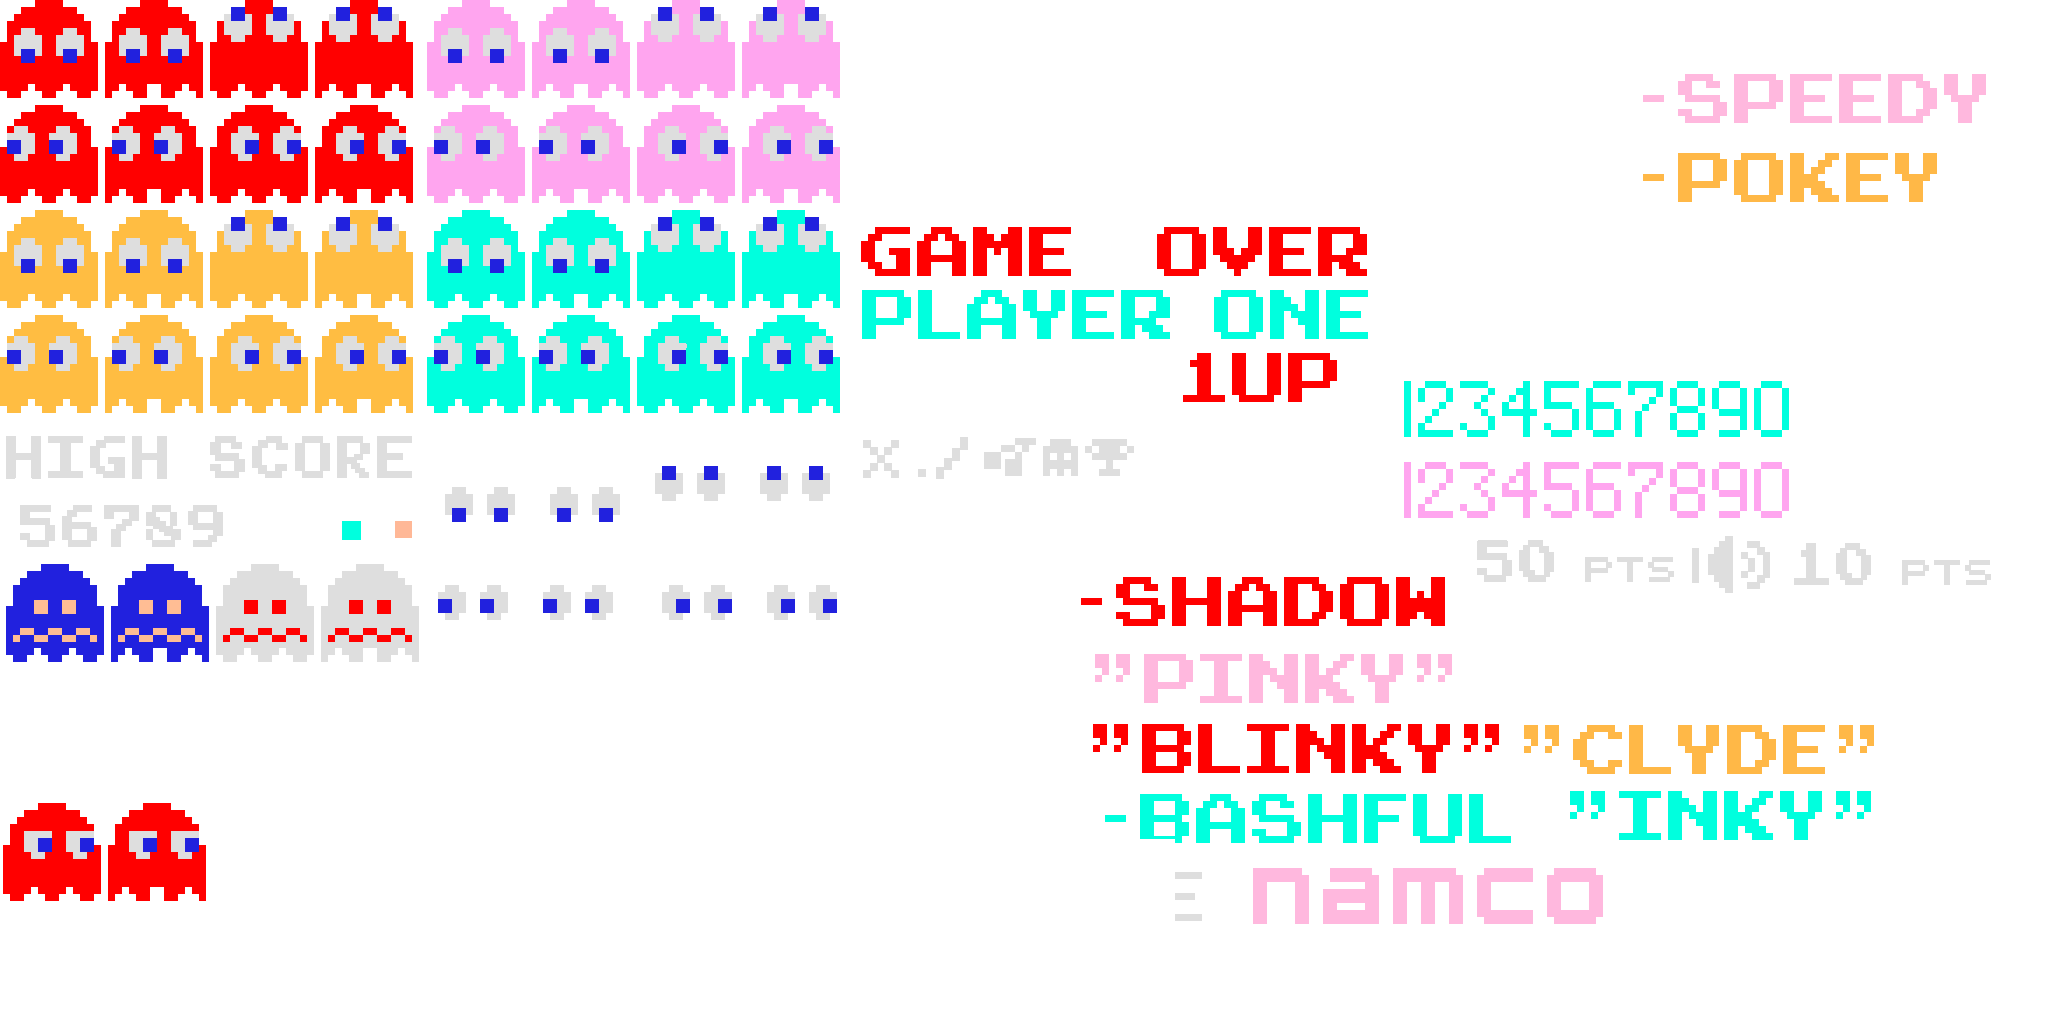 -SPEEDY
-POKEY
GAME OVER
PLAYER ONE
1UP
1234567890
HIGH SCORE
x ./
1234567890
56789
50 PTS
10 PTS
-SHADOW
"PINKY"
"BLINKY" "CLYDE"
-BASHFUL "INKY"
namco